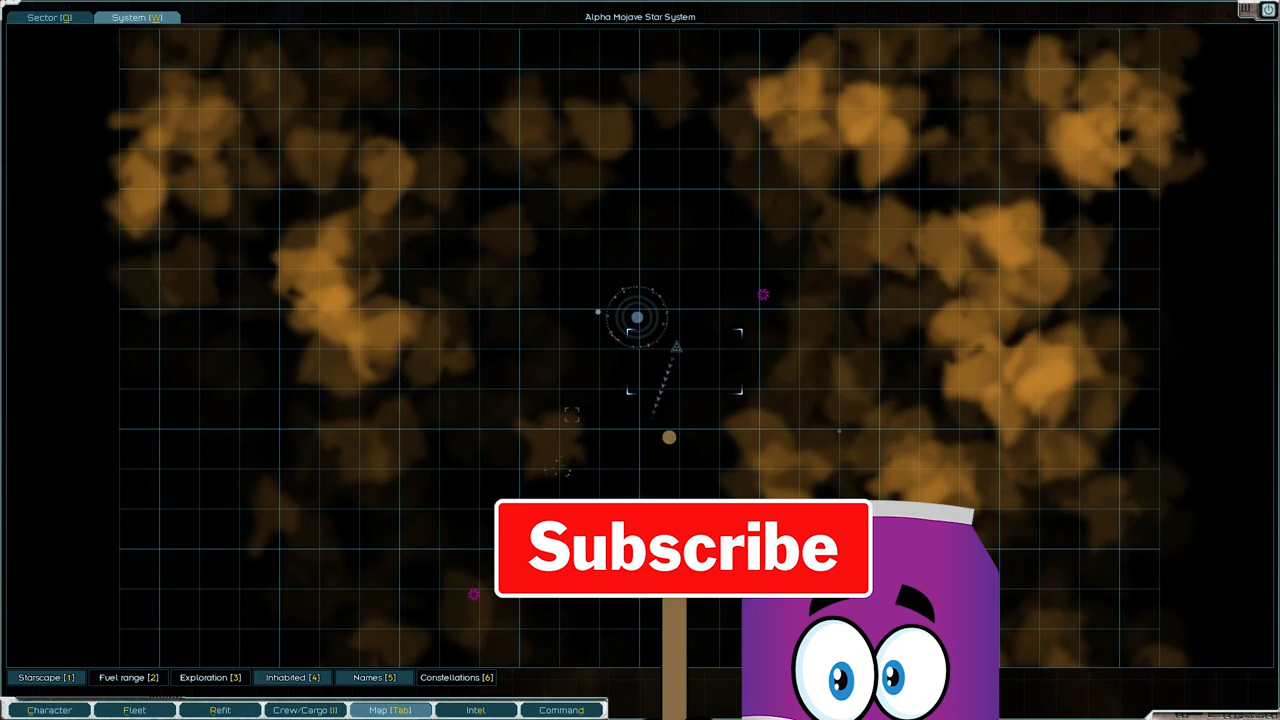 Sector [Q]
System [W]
Alpha Mojave Star System
Subscribe
Starscape [1]
Fuel range [2]
Exploration [3]
Inhabited [4]
Names [5]
Constellations [6]
Character
Fleet
Refit
Crew/Cargo [I]
Map [Tab]
Intel
Command